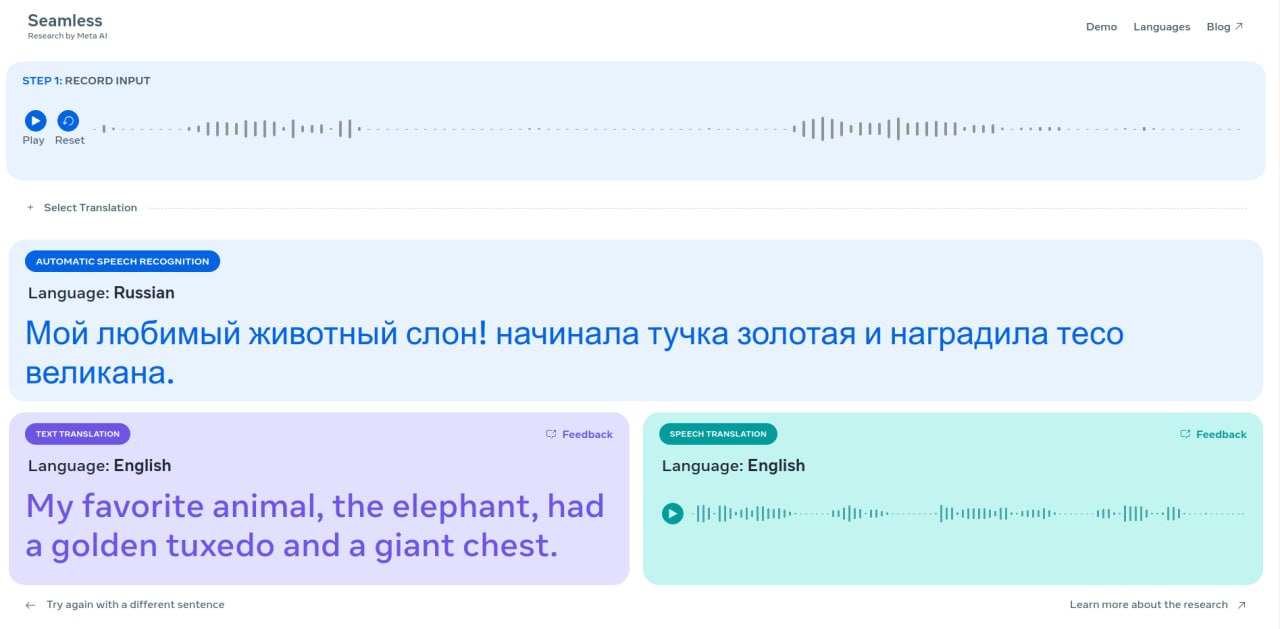 Seamless
Research by Meta AI
Demo Languages Blog
STEP 1: RECORD INPUT
Play Reset
+ Select Translation
AUTOMATIC SPEECH RECOGNITION
Language: Russian
Мой любимый животный слон! начинала тучка золотая и наградила тесо
великана.
TEXT TRANSLATION
Feedback
Language: English
My favorite animal, the elephant, had
a golden tuxedo and a giant chest.
SPEECH TRANSLATION
Feedback
Language: English
Try again with a different sentence
Learn more about the research